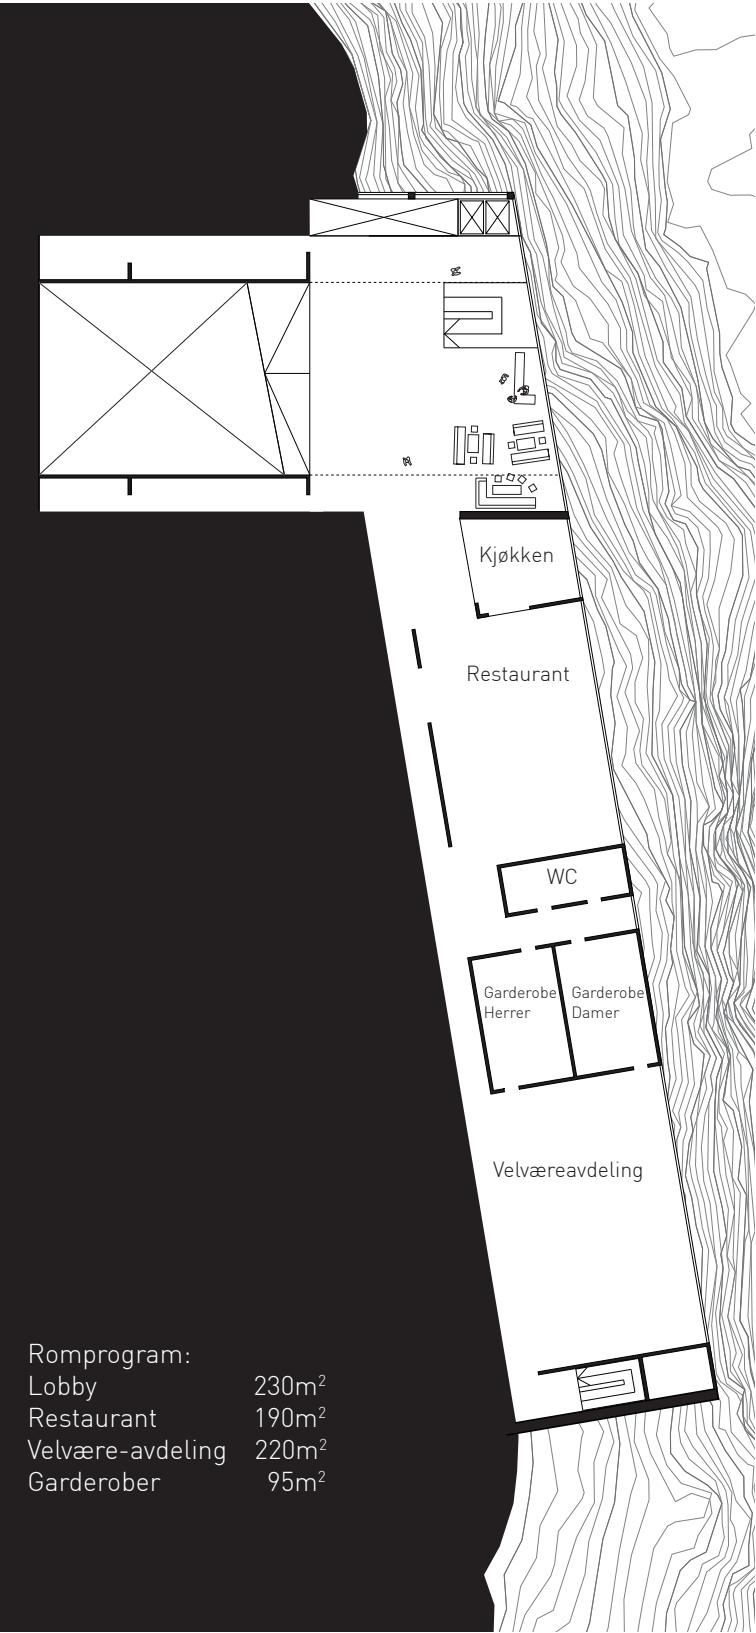 Kjøkken
Restaurant
WC
Garderobe
Herrer
Garderobe
Damer
Velværeavdeling
Romprogram:
Lobby 230m²
Restaurant 190m²
Velvære-avdeling 220m²
Garderober 95m²